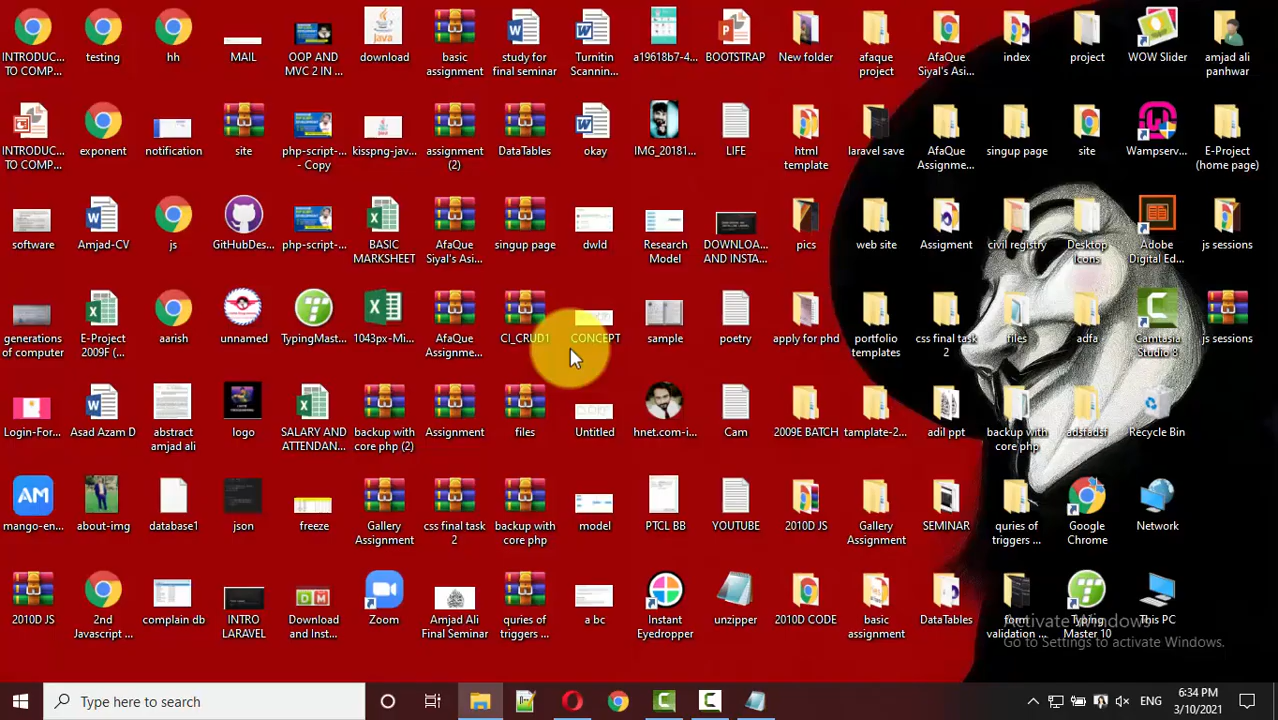 INTRODUC...
TO COMP...
testing
hh
MAIL
OOP AND
MVC 2 IN ...
download
basic
assignment
study for
final seminar
Turnitin
Scannin...
a19618b7-4...
BOOTSTRAP
New folder
afaque
project
AfaQue
Siyal's Asi...
index
project
WOW Slider
amjad ali
panhwar
INTRODUC...
TO COMP...
exponent
notification
site
php-script-...
- Copy
kisspng-jav...
assignment
(2)
DataTables
okay
IMG_20181...
LIFE
html
template
laravel save
AfaQue
Assignme...
singup page
site
Wampserv...
E-Project
(home page)
software
Amjad-CV
js
GitHubDes...
php-script-...
BASIC
MARKSHEET
AfaQue
Siyal's Asi...
singup page
dwld
Research
Model
DOWNLOA...
AND INSTA...
pics
web site
Assigment
civil registry
Desktop
Icons
Adobe
Digital Ed...
js sessions
generations
of computer
E-Project
2009F (...
aarish
unnamed
TypingMast...
1043px-Mi...
AfaQue
Assignme...
CI_CRUD1
CONCEPT
sample
poetry
apply for phd
portfolio
templates
css final task
2
files
adfa
Camtasia
Studio 8
js sessions
Login-For...
Asad Azam D
abstract
amjad ali
logo
SALARY AND
ATTENDAN...
backup with
core php (2)
Assignment
files
Untitled
hnet.com-i...
Cam
2009E BATCH
tamplate-2...
adil ppt
backup with
core php
adsfadsf
Recycle Bin
AM
mango-en...
about-img
database1
json
freeze
Gallery
Assignment
css final task
2
backup with
core php
model
PTCL BB
YOUTUBE
2010D JS
Gallery
Assignment
SEMINAR
quries of
triggers ...
Google
Chrome
Network
2010D JS
2nd
Javascript ...
complain db
INTRO
LARAVEL
Download
and Inst...
Zoom
Amjad Ali
Final Seminar
quries of
triggers ...
a bc
Instant
Eyedropper
unzipper
2010D CODE
basic
assignment
DataTables
form
validation ...
Typing
Master 10
This PC
Activate Windows
Go to Settings to activate Windows.
Type here to search
ENG
6:34 PM
3/10/2021